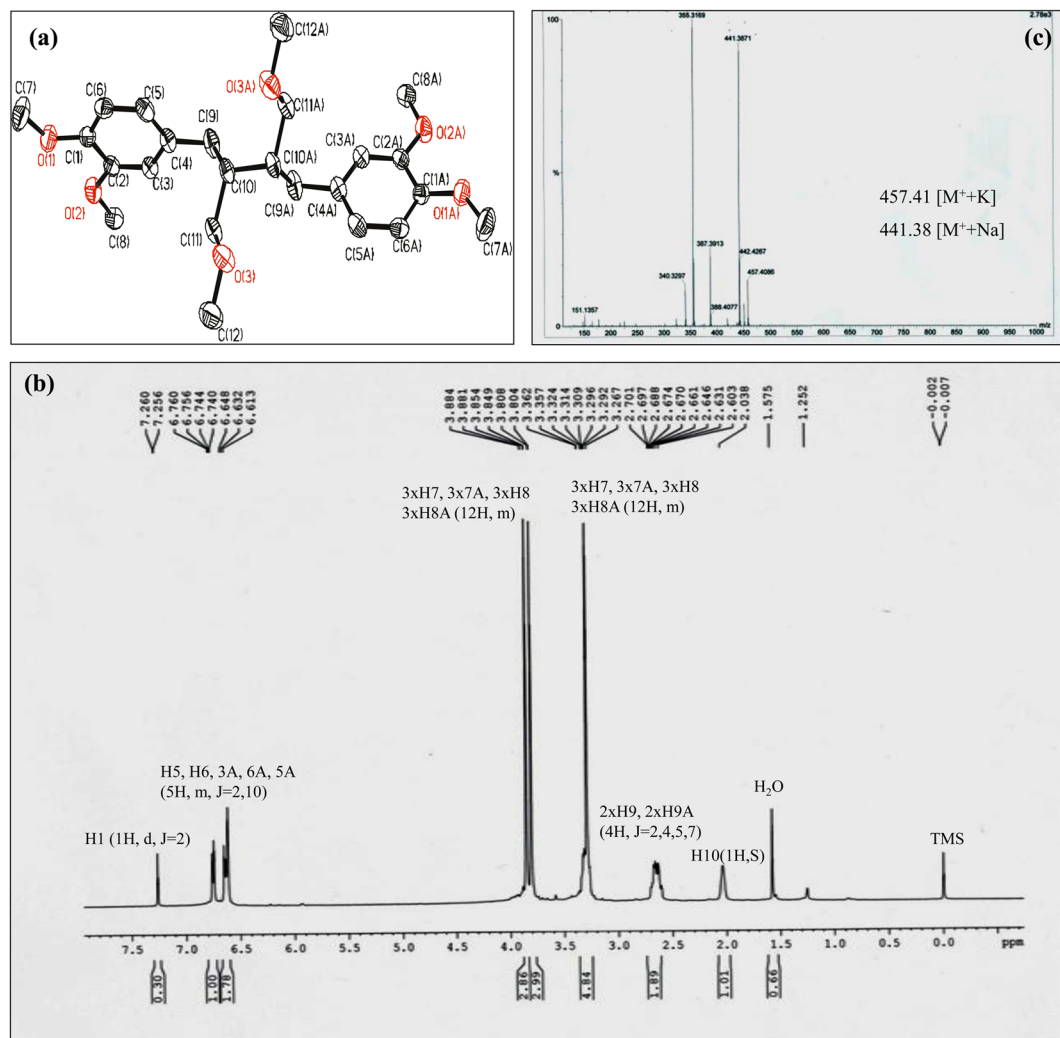 (a)
C(12A)
O(3A)
C(11A)
C(8A)
O(2A)
C(7)
C(6)
C(5)
C(9)
C(3A)
C(2A)
C(10A)
C(1A)
O(1)
C(1)
C(2)
C(3)
C(4)
C(10)
C(9A)
C(4A)
O(1A)
O(2)
C(8)
C(11)
C(5A)
C(6A)
C(7A)
O(3)
C(12)
(c)
100
355.3169
2.78e3
441.3871
%
457.41 [M⁺+K]
441.38 [M⁺+Na]
387.3913
442.4267
340.3297
457.4086
388.4077
151.1357
0
m/z
100 150 200 250 300 350 400 450 500 550 600 650 700 750 800 850 900 950 1000
(b)
7.260
7.256
6.760
6.756
6.744
6.740
6.648
6.632
6.613
3.884
3.881
3.854
3.849
3.808
3.804
3.362
3.357
3.324
3.314
3.309
3.296
3.292
3.267
2.701
2.697
2.688
2.674
2.670
2.661
2.646
2.631
2.603
2.038
1.575
1.252
-0.002
-0.007
3xH7, 3x7A, 3xH8
3xH8A (12H, m)
3xH7, 3x7A, 3xH8
3xH8A (12H, m)
H5, H6, 3A, 6A, 5A
(5H, m, J=2,10)
H1 (1H, d, J=2)
2xH9, 2xH9A
(4H, J=2,4,5,7)
H10(1H,S)
H₂O
TMS
7.5 7.0 6.5 6.0 5.5 5.0 4.5 4.0 3.5 3.0 2.5 2.0 1.5 1.0 0.5 0.0 ppm
0.30
1.00
1.78
2.86
2.99
4.84
1.89
1.01
0.66